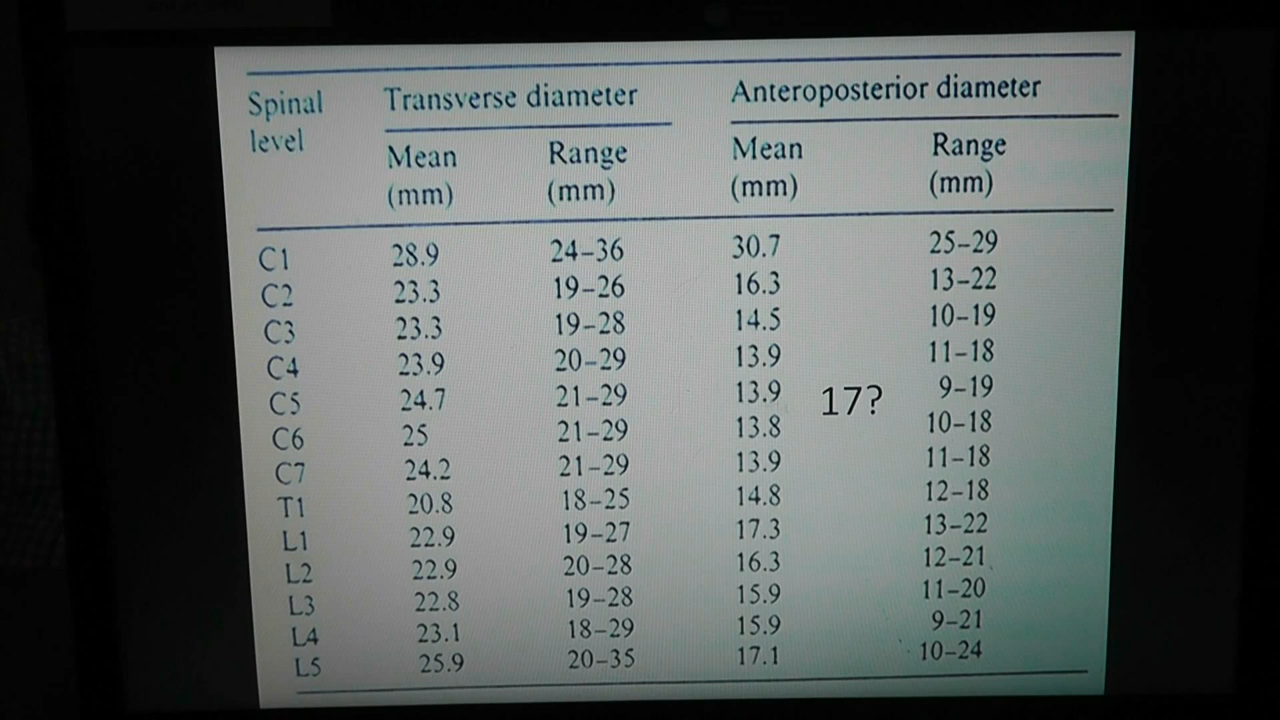 Spinal level Transverse diameter Anteroposterior diameter
Mean (mm) Range (mm) Mean (mm) Range (mm)
C1 28.9 24–36 30.7 25–29
C2 23.3 19–26 16.3 13–22
C3 23.3 19–28 14.5 10–19
C4 23.9 20–29 13.9 11–18
C5 24.7 21–29 13.9 17? 9–19
C6 25 21–29 13.8 10–18
C7 24.2 21–29 13.9 11–18
T1 20.8 18–25 14.8 12–18
L1 22.9 19–27 17.3 13–22
L2 22.9 20–28 16.3 12–21
L3 22.8 19–28 15.9 11–20
L4 23.1 18–29 15.9 9–21
L5 25.9 20–35 17.1 10–24